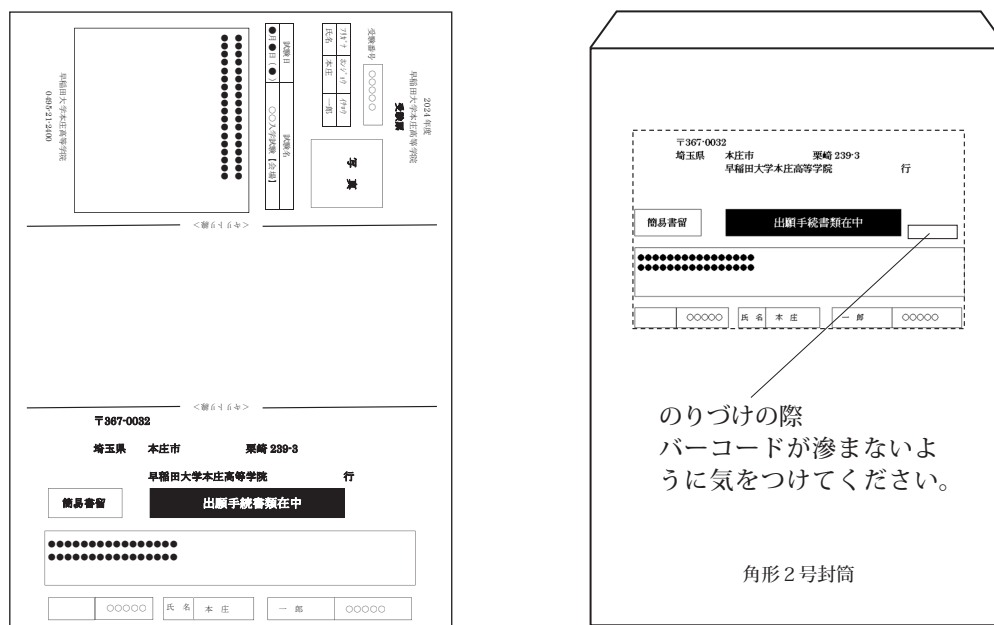 2024年度
早稲田大学本庄高等学院
受験票
受験番号
○○○○○
フリガナ ホンジョウ イチロウ
氏名 本庄 一郎
写真
試験日 試験名
●月●日(●) ○○入学試験【会場】
●●●●●●●●●●●●●●●●
●●●●●●●●●●●●●●●●
早稲田大学本庄高等学院
0495-21-2400
<キリトリ線>
<キリトリ線>
〒367-0032
埼玉県 本庄市 栗崎 239-3
早稲田大学本庄高等学院 行
簡易書留 出願手続書類在中
●●●●●●●●●●●●●●●●
●●●●●●●●●●●●●●●●
○○○○○ 氏 名 本 庄 一 郎 ○○○○○
〒367-0032
埼玉県 本庄市 栗崎 239-3
早稲田大学本庄高等学院 行
簡易書留 出願手続書類在中
●●●●●●●●●●●●●●●●
●●●●●●●●●●●●●●●●
○○○○○ 氏 名 本 庄 一 郎 ○○○○○
のりづけの際
バーコードが滲まないよ
うに気をつけてください。
角形2号封筒